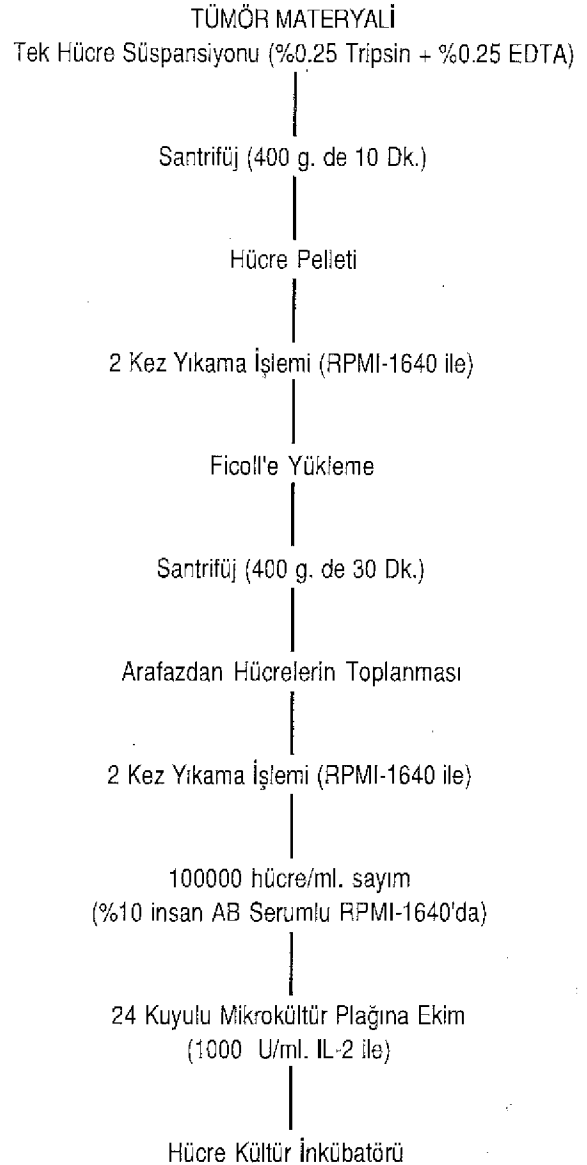 TÜMÖR MATERYALİ
Tek Hücre Süspansiyonu (%0.25 Tripsin + %0.25 EDTA)
Santrifüj (400 g. de 10 Dk.)
Hücre Pelleti
2 Kez Yıkama İşlemi (RPMI-1640 ile)
Ficoll'e Yükleme
Santrifüj (400 g. de 30 Dk.)
Arafazdan Hücrelerin Toplanması
2 Kez Yıkama İşlemi (RPMI-1640 ile)
100000 hücre/ml. sayım
(%10 insan AB Serumlu RPMI-1640'da)
24 Kuyulu Mikrokültür Plağına Ekim
(1000 U/ml. IL-2 ile)
Hücre Kültür İnkübatörü